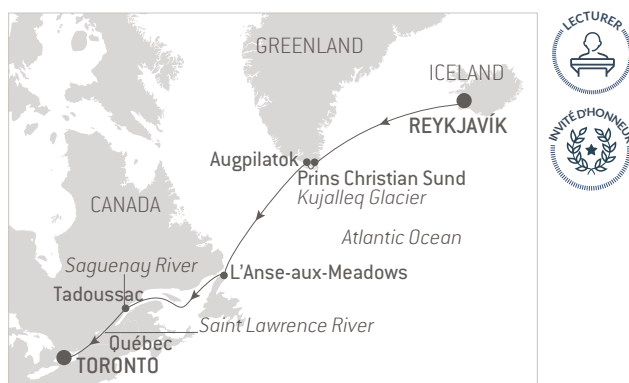 GREENLAND
ICELAND
REYKJAVÍK
Augpilatok
Prins Christian Sund
Kujalleq Glacier
CANADA
Atlantic Ocean
Saguenay River
L'Anse-aux-Meadows
Tadoussac
Saint Lawrence River
Québec
TORONTO
LECTURER
INVITÉ D'HONNEUR